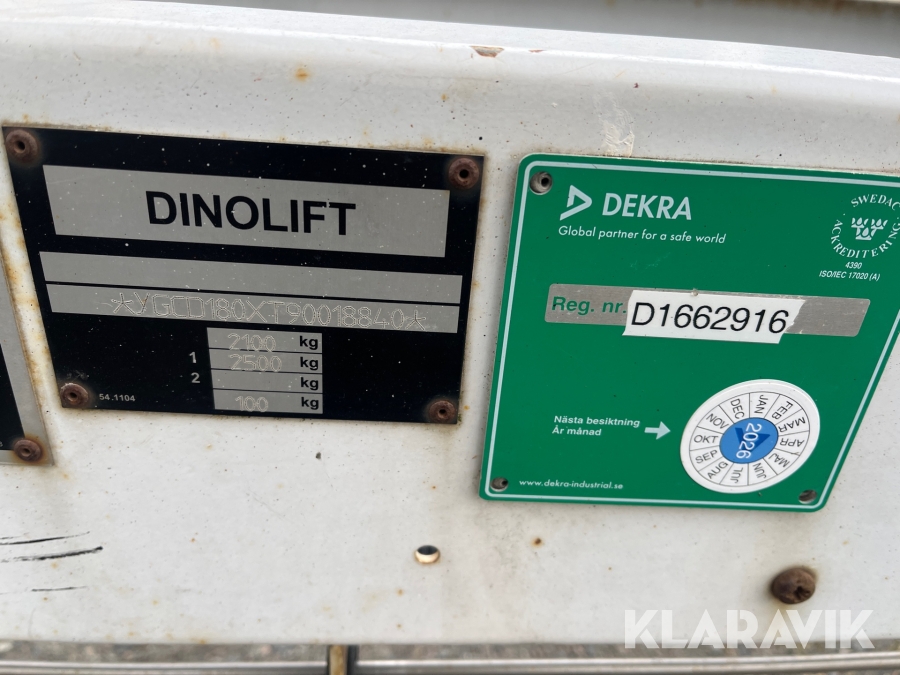 DINOLIFT
*YGCD180XT90018840*
2100 kg
1 2500 kg
2 kg
100 kg
54.1104
DEKRA
Global partner for a safe world
SWEDAC
ACKREDITERING
4390
ISO/IEC 17020 (A)
Reg. nr.
D1662916
Nästa besiktning
År månad
JAN FEB MAR APR MAJ JUN JUL AUG SEP OKT NOV DEC
2026
www.dekra-industrial.se
KLARAVIK